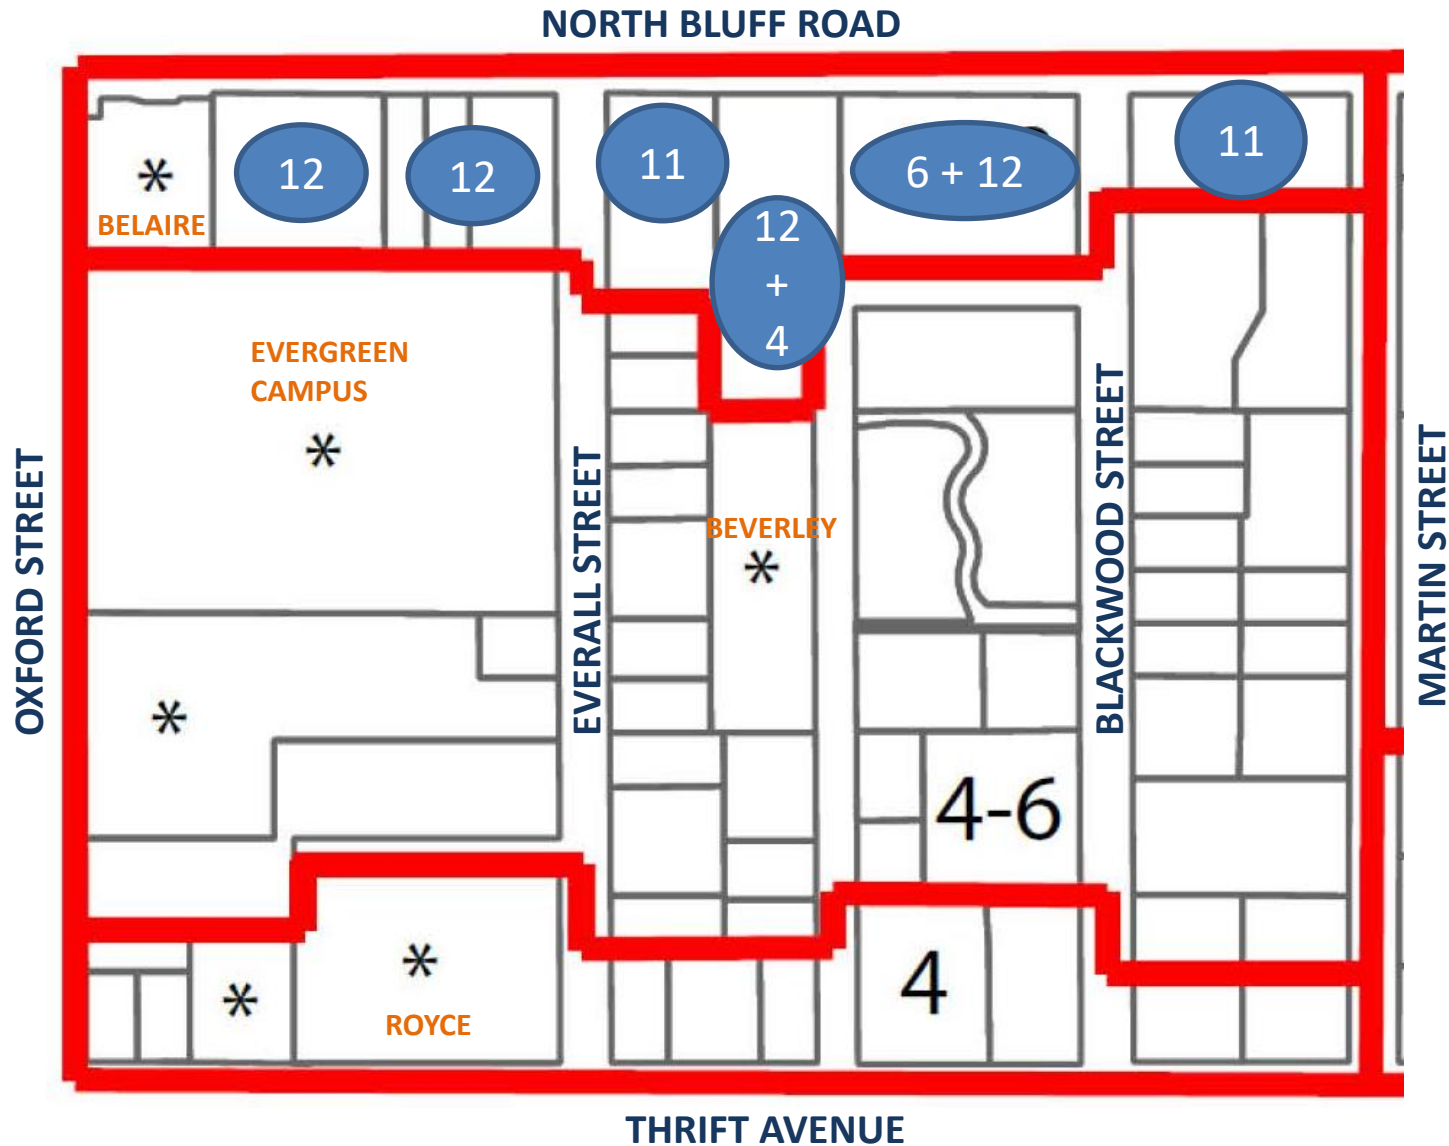 NORTH BLUFF ROAD
12
12
11
6 + 12
11
*
BELAIRE
12
+
4
EVERGREEN
CAMPUS
*
OXFORD STREET
EVERALL STREET
BEVERLEY
*
BLACKWOOD STREET
MARTIN STREET
*
4-6
*
*
4
ROYCE
THRIFT AVENUE